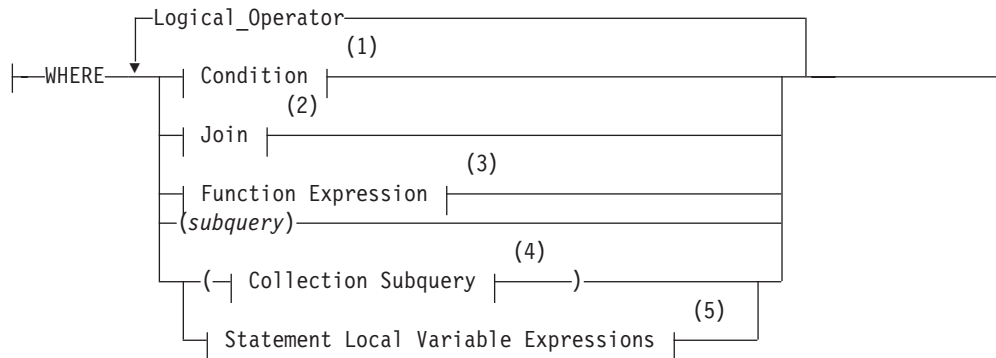 Logical_Operator
(1)
WHERE Condition
(2)
Join
(3)
Function Expression
(subquery)
(4)
( Collection Subquery )
(5)
Statement Local Variable Expressions